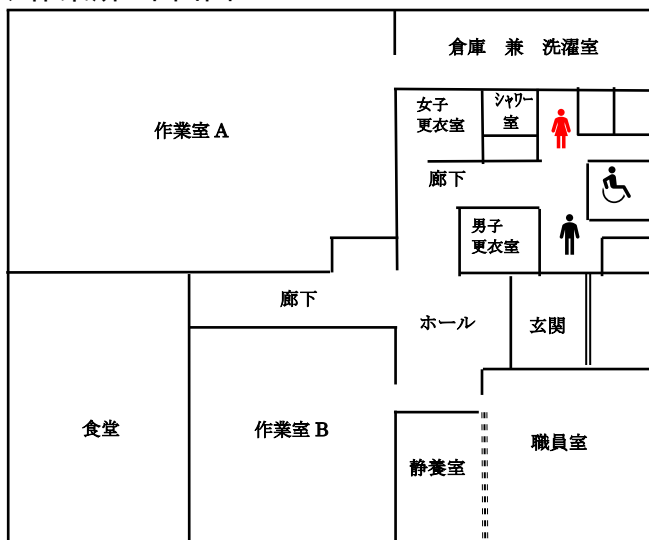 倉庫　兼　洗濯室
女子
更衣室
シャワー
室
作業室 A
廊下
男子
更衣室
廊下
ホール
玄関
食堂
作業室 B
静養室
職員室